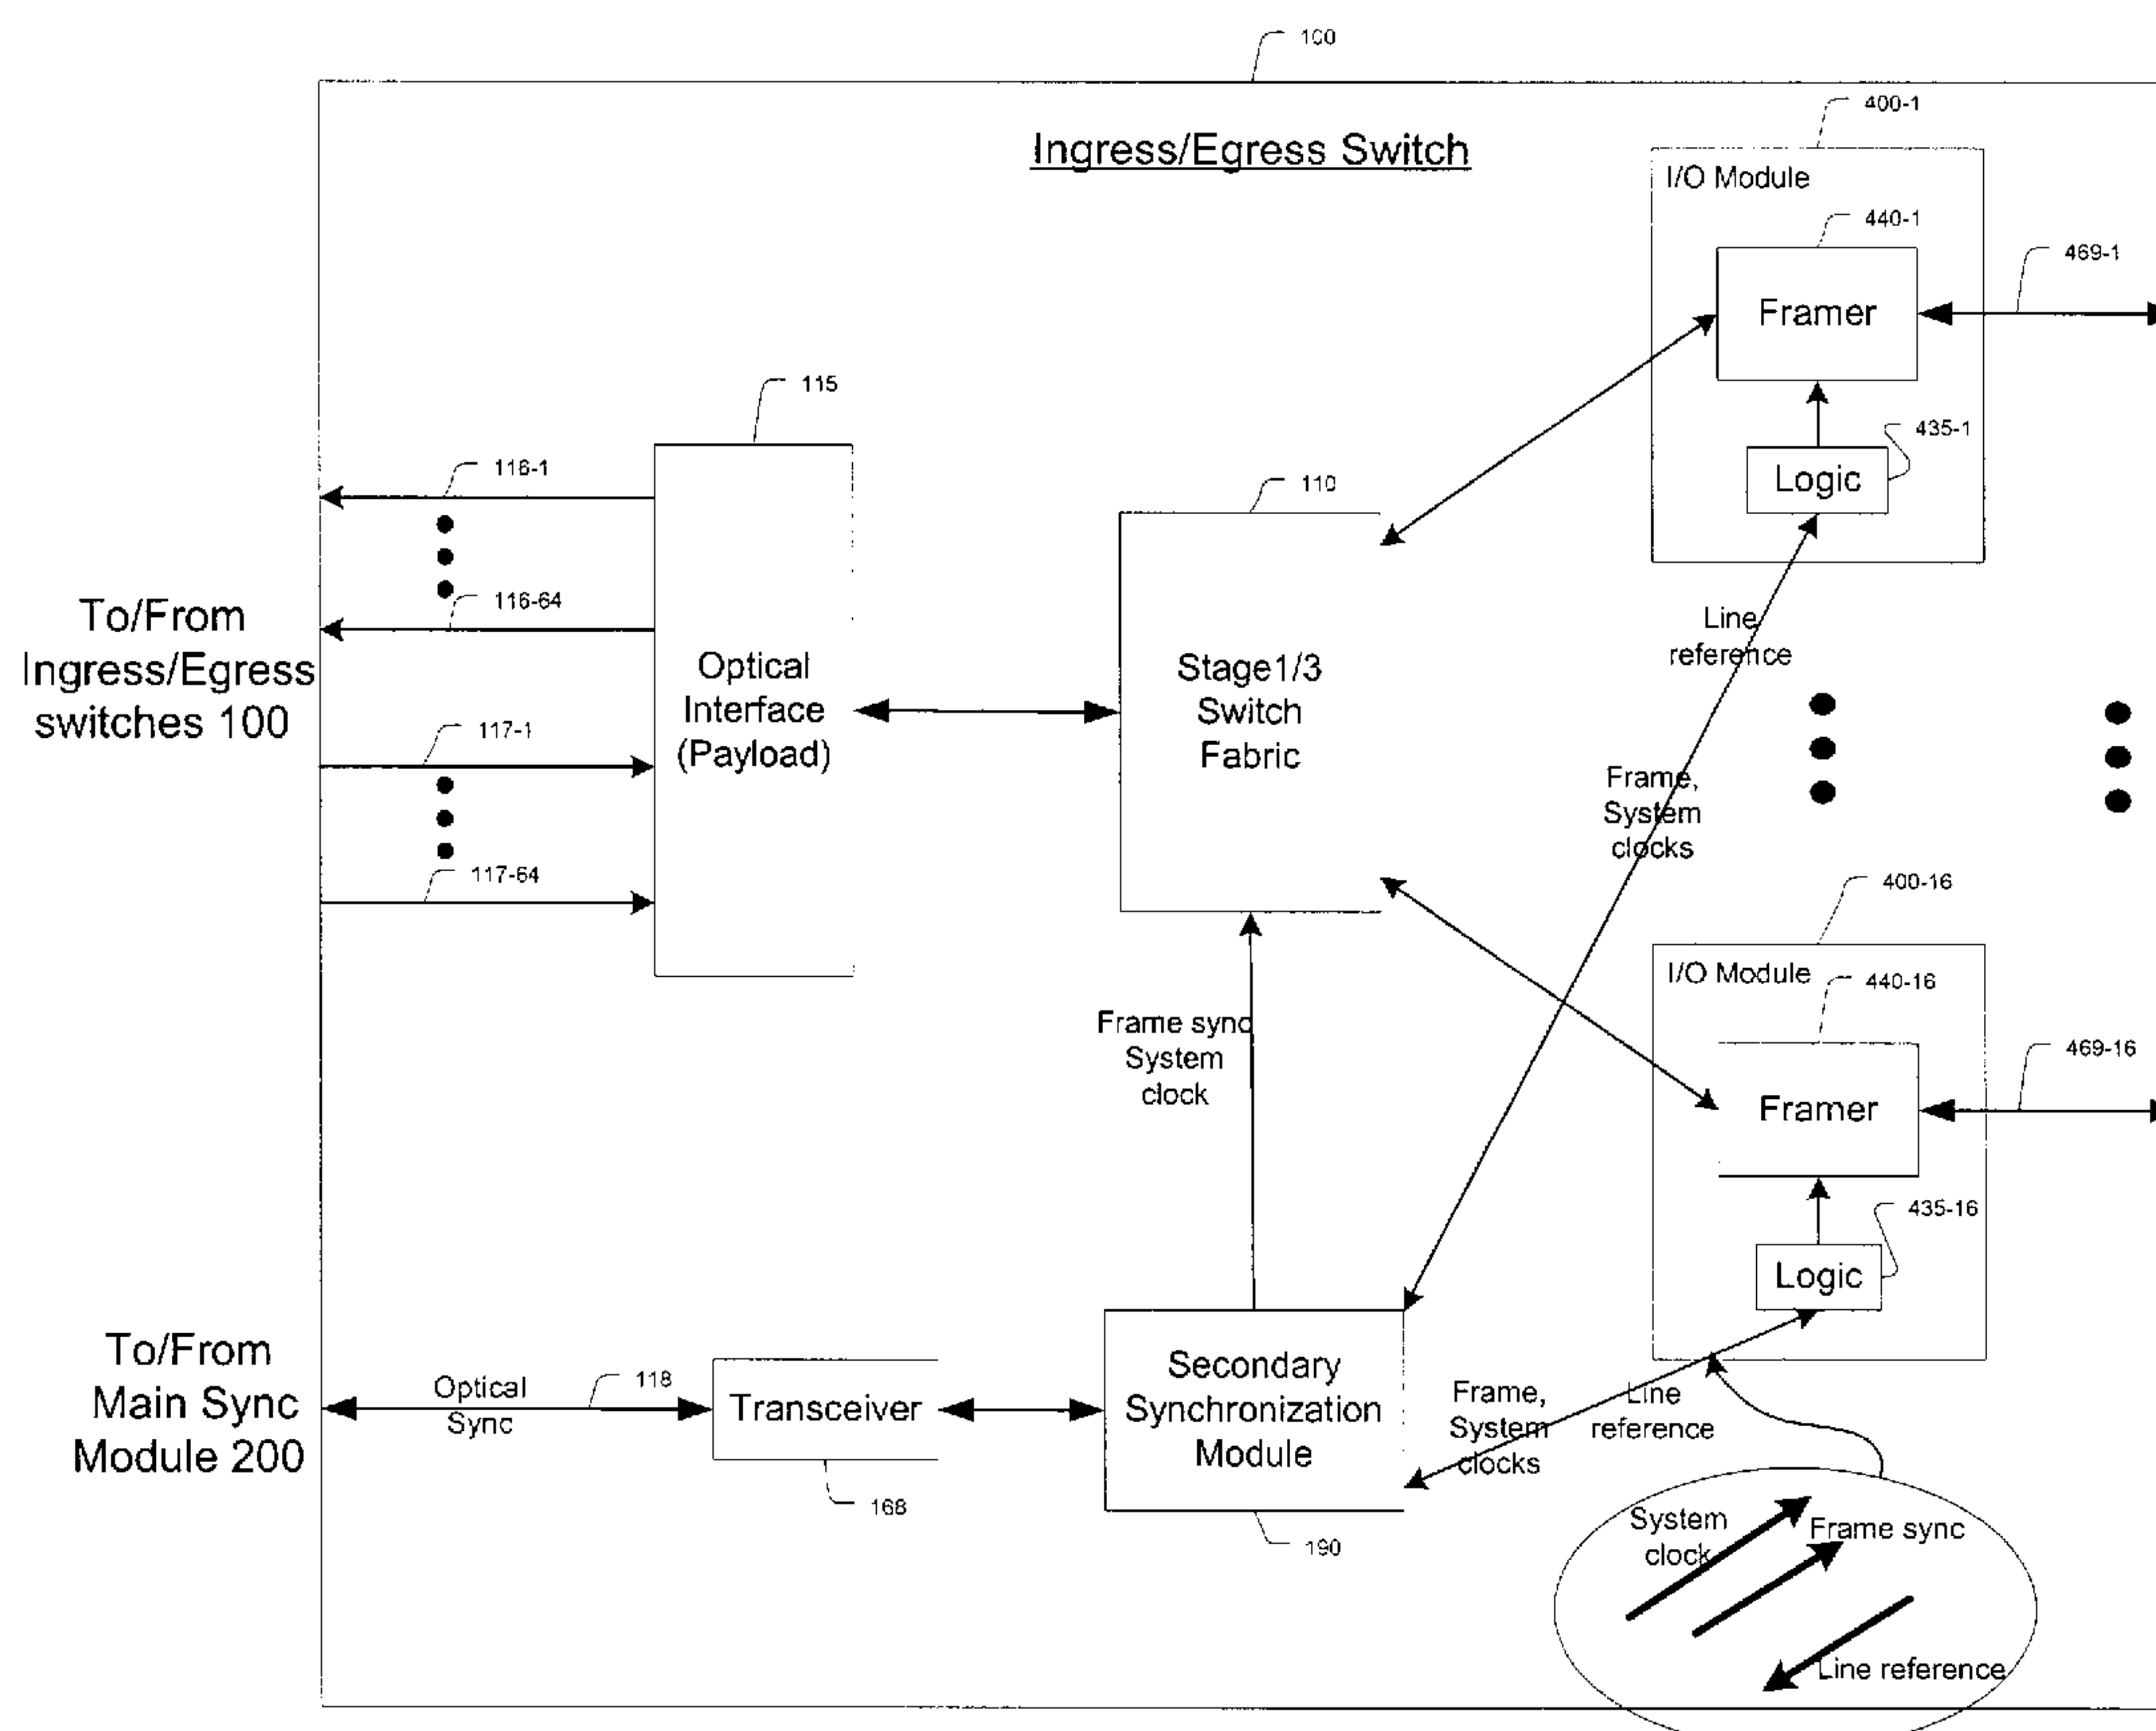 100
Ingress/Egress Switch
400-1
I/O Module
440-1
Framer
469-1
435-1
Logic
115
116-1
116-64
117-1
117-64
To/From
Ingress/Egress
switches 100
Optical
Interface
(Payload)
110
Stage1/3
Switch
Fabric
Line
reference
Frame,
System
clocks
400-16
I/O Module
440-16
Framer
469-16
435-16
Logic
Frame sync
System
clock
To/From
Main Sync
Module 200
Optical
Sync
118
Transceiver
168
Secondary
Synchronization
Module
190
Frame,
System
clocks
Line
reference
System
clock
Frame sync
Line reference